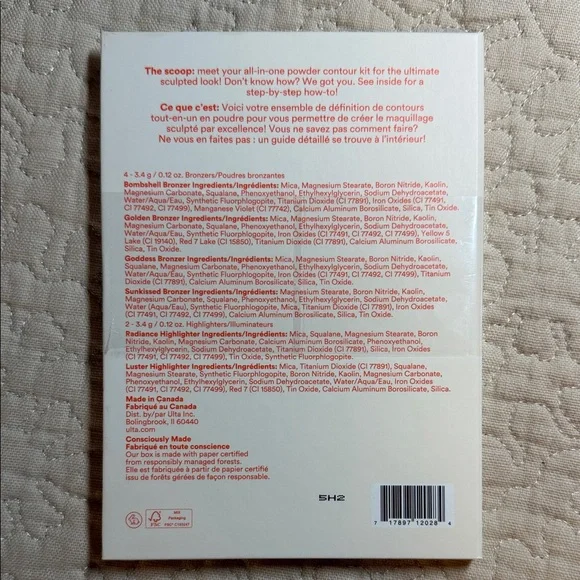 The scoop: meet your all-in-one powder contour kit for the ultimate
sculpted look! Don't know how? We got you. See inside for a
step-by-step how-to!
Ce que c'est: Voici votre ensemble de définition de contours
tout-en-un en poudre pour vous permettre de créer le maquillage
sculpté par excellence! Vous ne savez pas comment faire?
Ne vous en faites pas : un guide détaillé se trouve à l'intérieur!
4 - 3.4 g / 0.12 oz. Bronzers/Poudres bronzantes
Bombshell Bronzer Ingredients/Ingrédients: Mica, Magnesium Stearate, Boron Nitride, Kaolin,
Magnesium Carbonate, Squalane, Phenoxyethanol, Ethylhexylglycerin, Sodium Dehydroacetate,
Water/Aqua/Eau, Synthetic Fluorphlogopite, Titanium Dioxide (CI 77891), Iron Oxides (CI 77491,
CI 77492, CI 77499), Manganese Violet (CI 77742), Calcium Aluminum Borosilicate, Silica, Tin Oxide.
Golden Bronzer Ingredients/Ingrédients: Mica, Magnesium Stearate, Boron Nitride, Kaolin,
Magnesium Carbonate, Squalane, Phenoxyethanol, Ethylhexylglycerin, Sodium Dehydroacetate,
Water/Aqua/Eau, Synthetic Fluorphlogopite, Iron Oxides (CI 77491, CI 77492, CI 77499), Yellow 5
Lake (CI 19140), Red 7 Lake (CI 15850), Titanium Dioxide (CI 77891), Calcium Aluminum Borosilicate,
Silica, Tin Oxide.
Goddess Bronzer Ingredients/Ingrédients: Mica, Magnesium Stearate, Boron Nitride, Kaolin,
Squalane, Magnesium Carbonate, Phenoxyethanol, Ethylhexylglycerin, Sodium Dehydroacetate,
Water/Aqua/Eau, Synthetic Fluorphlogopite, Iron Oxides (CI 77491, CI 77492, CI 77499), Titanium
Dioxide (CI 77891), Calcium Aluminum Borosilicate, Silica, Tin Oxide.
Sunkissed Bronzer Ingredients/Ingrédients: Magnesium Stearate, Boron Nitride, Kaolin,
Magnesium Carbonate, Squalane, Phenoxyethanol, Ethylhexylglycerin, Sodium Dehydroacetate,
Water (Aqua/Eau), Synthetic Fluorphlogopite, Mica, Titanium Dioxide (CI 77891), Iron Oxides
(CI 77491, CI 77492, CI 77499), Calcium Aluminum Borosilicate, Silica, Tin Oxide.
2 - 3.4 g / 0.12 oz. Highlighters/Illuminateurs
Radiance Highlighter Ingredients/Ingrédients: Mica, Squalane, Magnesium Stearate, Boron
Nitride, Kaolin, Magnesium Carbonate, Calcium Aluminum Borosilicate, Phenoxyethanol,
Ethylhexylglycerin, Sodium Dehydroacetate, Titanium Dioxide (CI 77891), Silica, Iron Oxides
(CI 77491, CI 77492, CI 77499), Tin Oxide, Synthetic Fluorphlogopite.
Luster Highlighter Ingredients/Ingrédients: Mica, Titanium Dioxide (CI 77891), Squalane,
Magnesium Stearate, Synthetic Fluorphlogopite, Boron Nitride, Kaolin, Magnesium Carbonate,
Phenoxyethanol, Ethylhexylglycerin, Sodium Dehydroacetate, Water/Aqua/Eau, Iron Oxides
(CI 77491, CI 77492, CI 77499), Red 7 (CI 15850), Tin Oxide, Calcium Aluminum Borosilicate, Silica.
Made in Canada
Fabriqué au Canada
Dist. by/par Ulta Inc.
Bolingbrook, Il 60440
ulta.com
Consciously Made
Fabriqué en toute conscience
Our box is made with paper certified
from responsibly managed forests.
Elle est fabriquée à partir de papier certifié
issu de forêts gérées de façon responsable.
5H2
7 17897 12028 4
FSC
MIX
Packaging